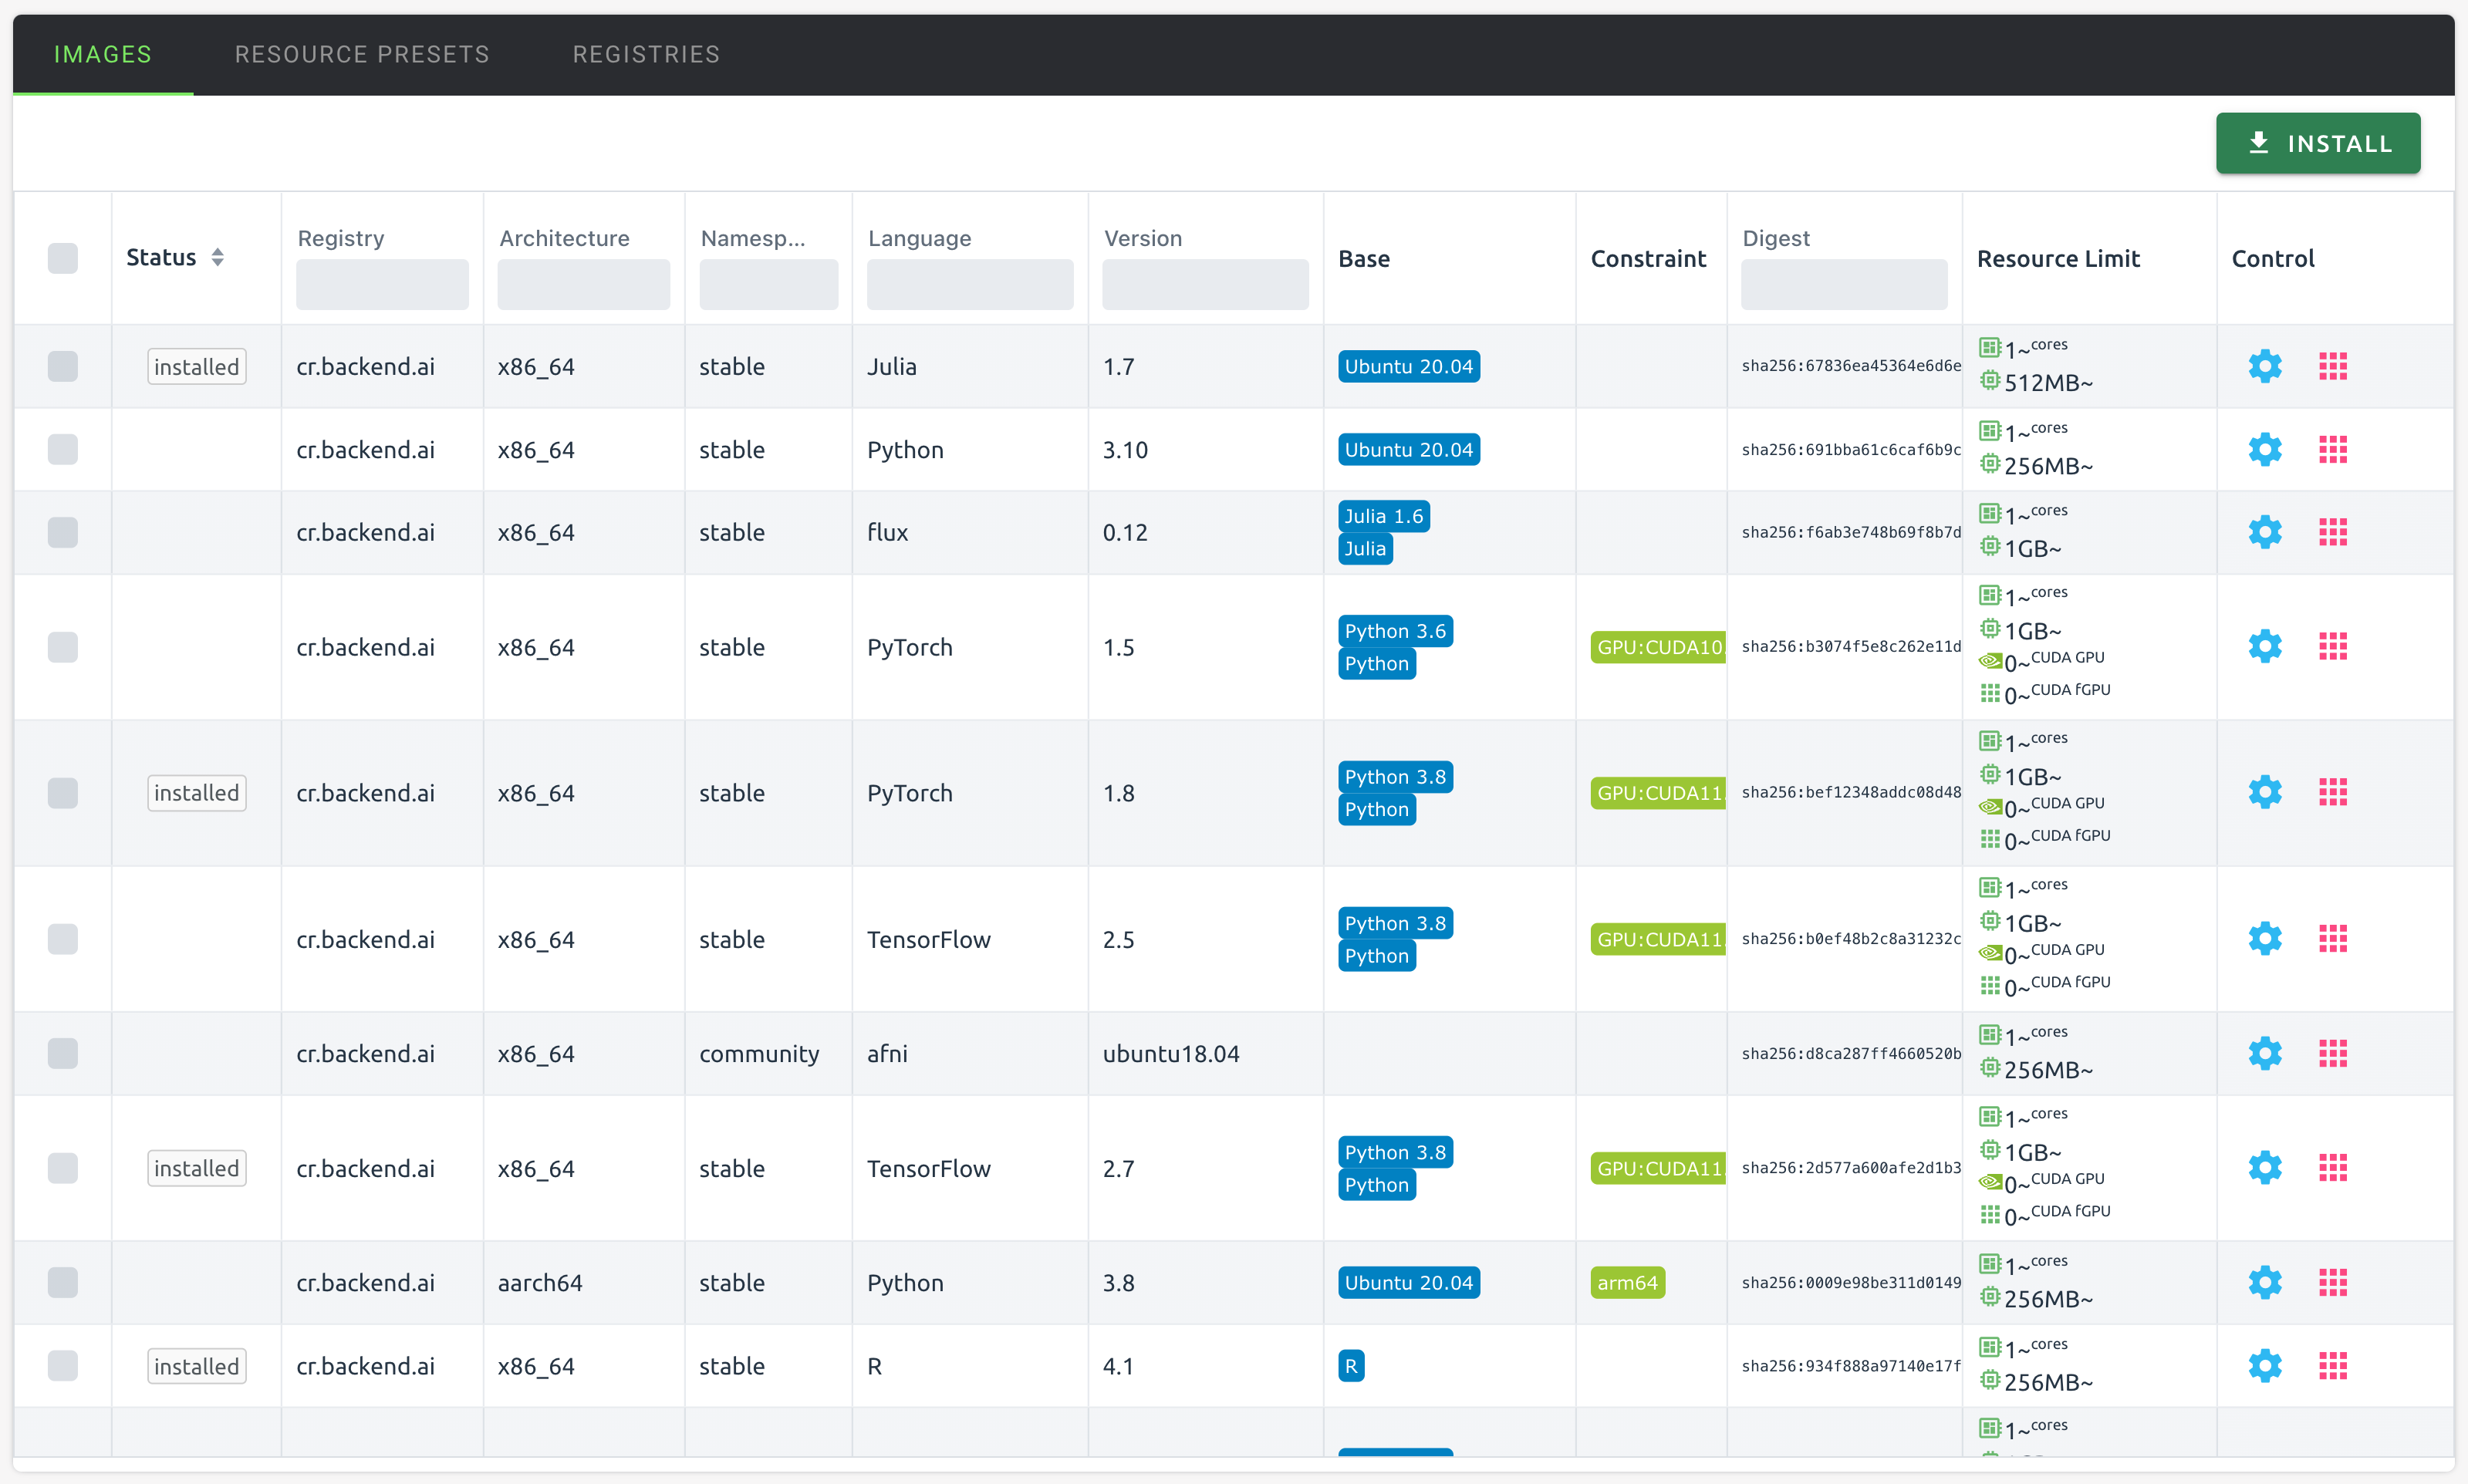 IMAGES RESOURCE PRESETS REGISTRIES
INSTALL
Status Registry Architecture Namesp... Language Version Base Constraint Digest Resource Limit Control
installed cr.backend.ai x86_64 stable Julia 1.7 Ubuntu 20.04 sha256:67836ea45364e6d6e 1~cores
512MB~
cr.backend.ai x86_64 stable Python 3.10 Ubuntu 20.04 sha256:691bba61c6caf6b9c 1~cores
256MB~
cr.backend.ai x86_64 stable flux 0.12 Julia 1.6 sha256:f6ab3e748b69f8b7d 1~cores
Julia 1GB~
cr.backend.ai x86_64 stable PyTorch 1.5 Python 3.6 GPU:CUDA10. sha256:b3074f5e8c262e11d 1~cores
Python 1GB~
0~CUDA GPU
0~CUDA fGPU
installed cr.backend.ai x86_64 stable PyTorch 1.8 Python 3.8 GPU:CUDA11. sha256:bef12348addc08d48 1~cores
Python 1GB~
0~CUDA GPU
0~CUDA fGPU
cr.backend.ai x86_64 stable TensorFlow 2.5 Python 3.8 GPU:CUDA11. sha256:b0ef48b2c8a31232c 1~cores
Python 1GB~
0~CUDA GPU
0~CUDA fGPU
cr.backend.ai x86_64 community afni ubuntu18.04 sha256:d8ca287ff4660520b 1~cores
256MB~
installed cr.backend.ai x86_64 stable TensorFlow 2.7 Python 3.8 GPU:CUDA11. sha256:2d577a600afe2d1b3 1~cores
Python 1GB~
0~CUDA GPU
0~CUDA fGPU
cr.backend.ai aarch64 stable Python 3.8 Ubuntu 20.04 arm64 sha256:0009e98be311d0149 1~cores
256MB~
installed cr.backend.ai x86_64 stable R 4.1 R sha256:934f888a97140e17f 1~cores
256MB~
1~cores